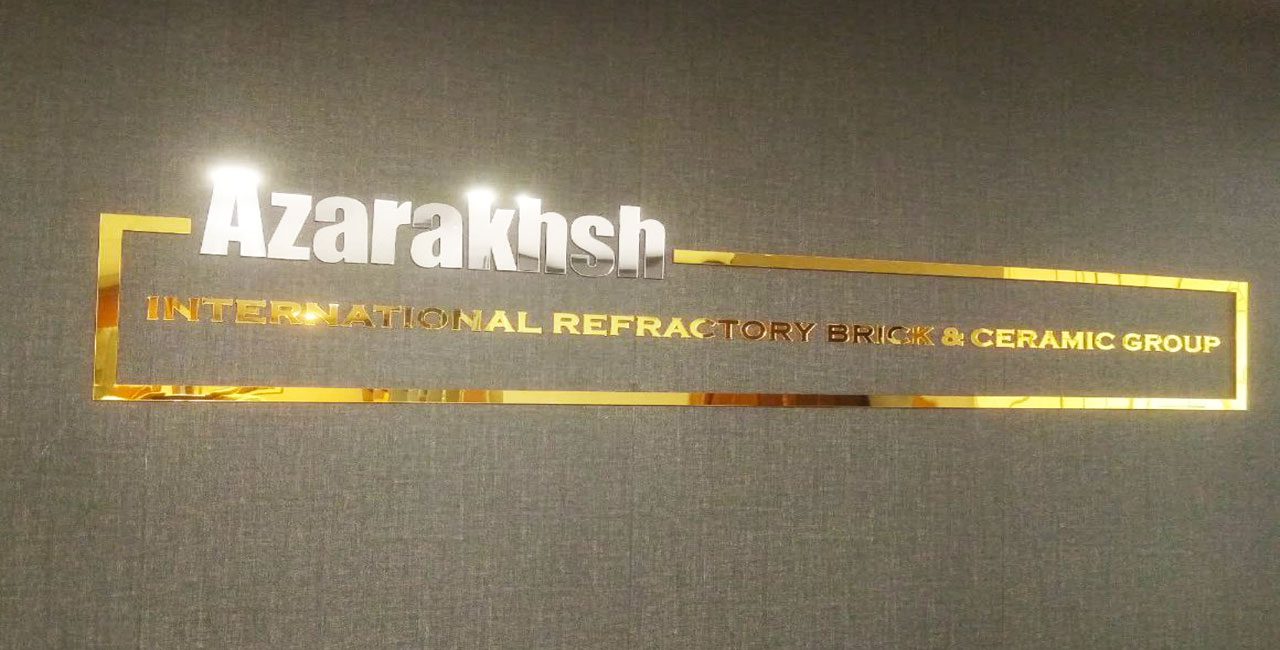 Azarakhsh
INTERNATIONAL REFRACTORY BRICK & CERAMIC GROUP